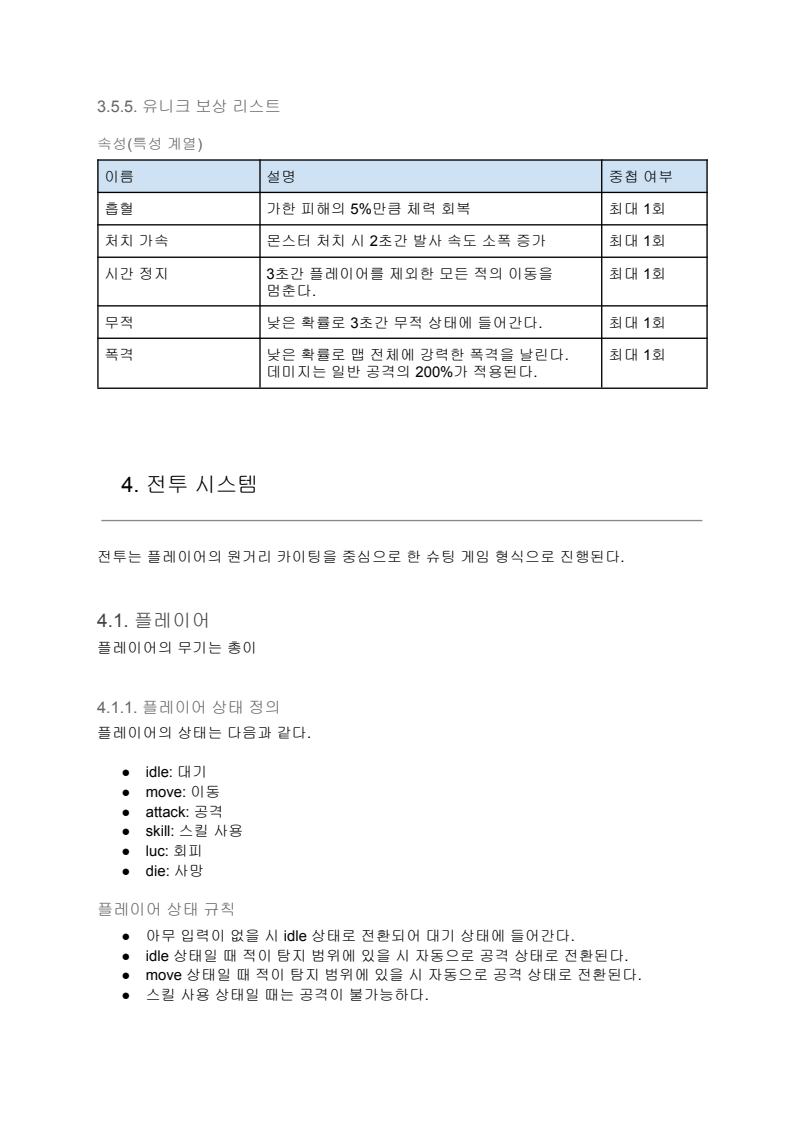 3.5.5. 유니크 보상 리스트
속성(특성 계열)
이름 설명 중첩 여부
흡혈 가한 피해의 5%만큼 체력 회복 최대 1회
처치 가속 몬스터 처치 시 2초간 발사 속도 소폭 증가 최대 1회
시간 정지 3초간 플레이어를 제외한 모든 적의 이동을 최대 1회
멈춘다.
무적 낮은 확률로 3초간 무적 상태에 들어간다. 최대 1회
폭격 낮은 확률로 맵 전체에 강력한 폭격을 날린다. 최대 1회
데미지는 일반 공격의 200%가 적용된다.
4. 전투 시스템
전투는 플레이어의 원거리 카이팅을 중심으로 한 슈팅 게임 형식으로 진행된다.
4.1. 플레이어
플레이어의 무기는 총이
4.1.1. 플레이어 상태 정의
플레이어의 상태는 다음과 같다.
● idle: 대기
● move: 이동
● attack: 공격
● skill: 스킬 사용
● luc: 회피
● die: 사망
플레이어 상태 규칙
● 아무 입력이 없을 시 idle 상태로 전환되어 대기 상태에 들어간다.
● idle 상태일 때 적이 탐지 범위에 있을 시 자동으로 공격 상태로 전환된다.
● move 상태일 때 적이 탐지 범위에 있을 시 자동으로 공격 상태로 전환된다.
● 스킬 사용 상태일 때는 공격이 불가능하다.